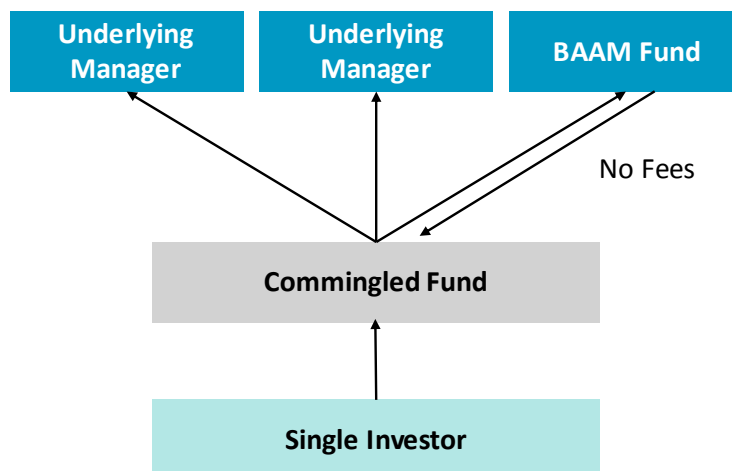 Underlying
Manager
Underlying
Manager
BAAM Fund
No Fees
Commingled Fund
Single Investor